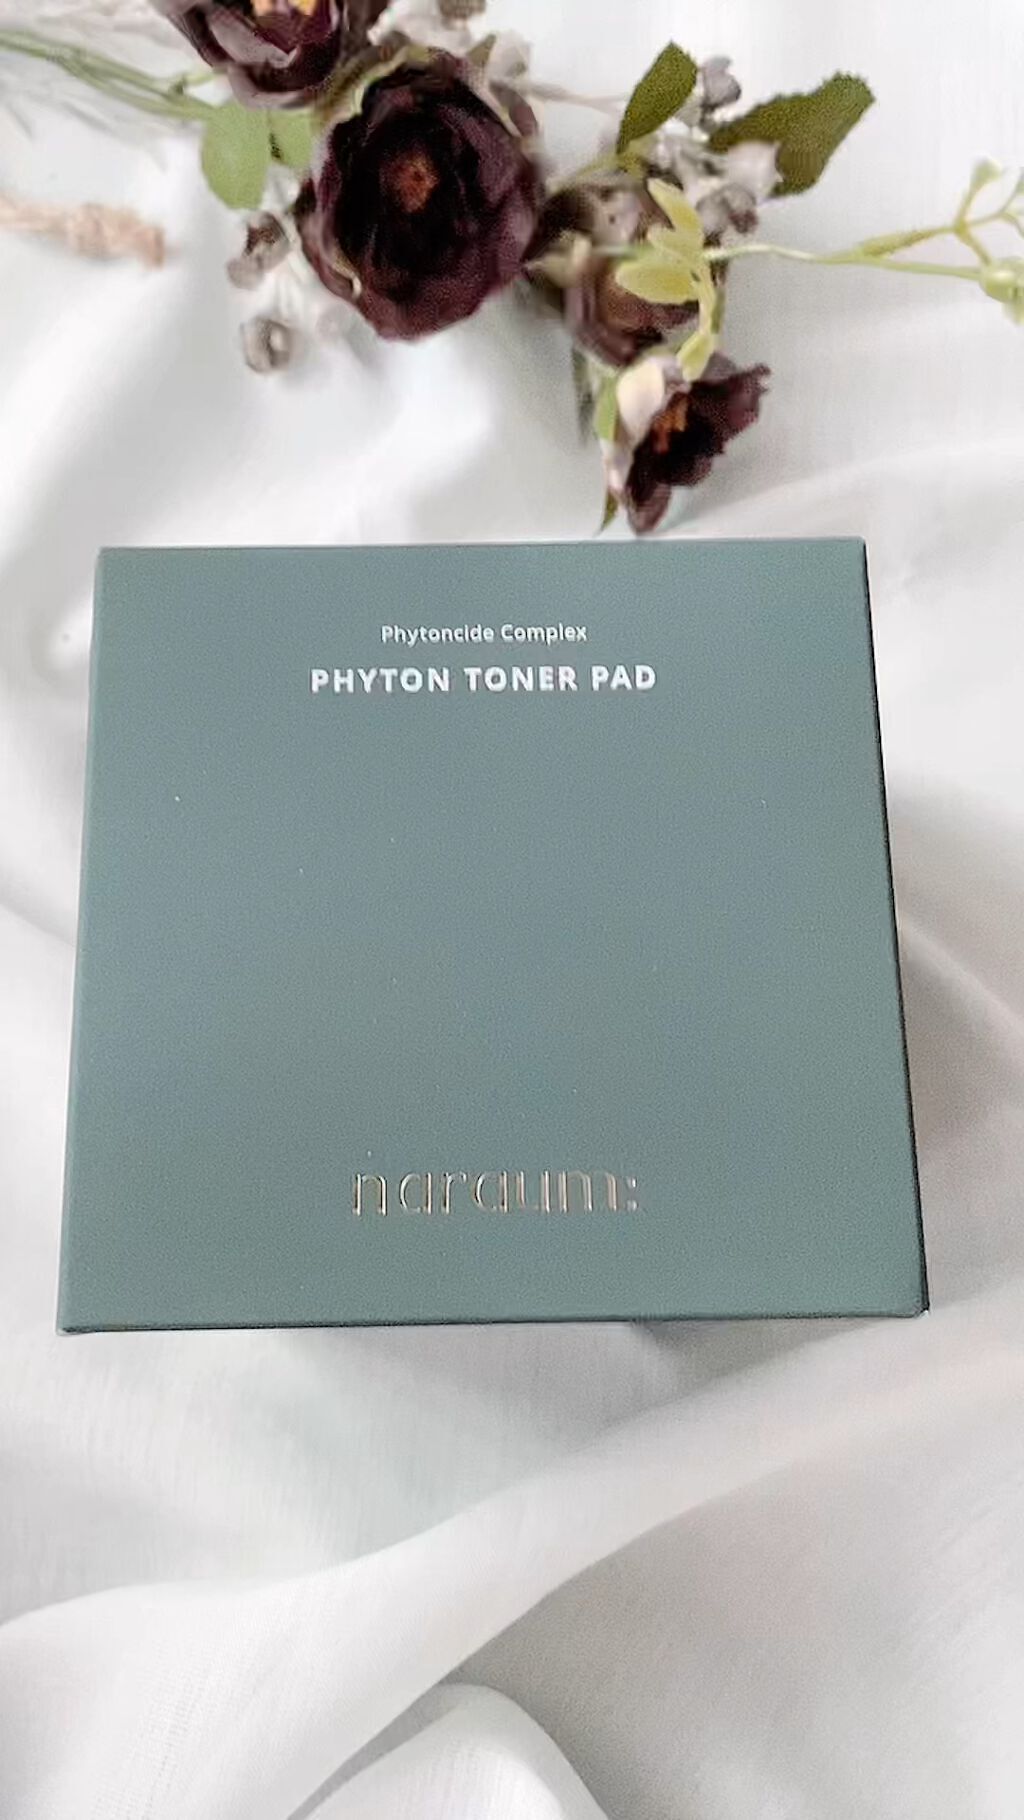 Phytoncide Complex
PHYTON TONER PAD
naraum: